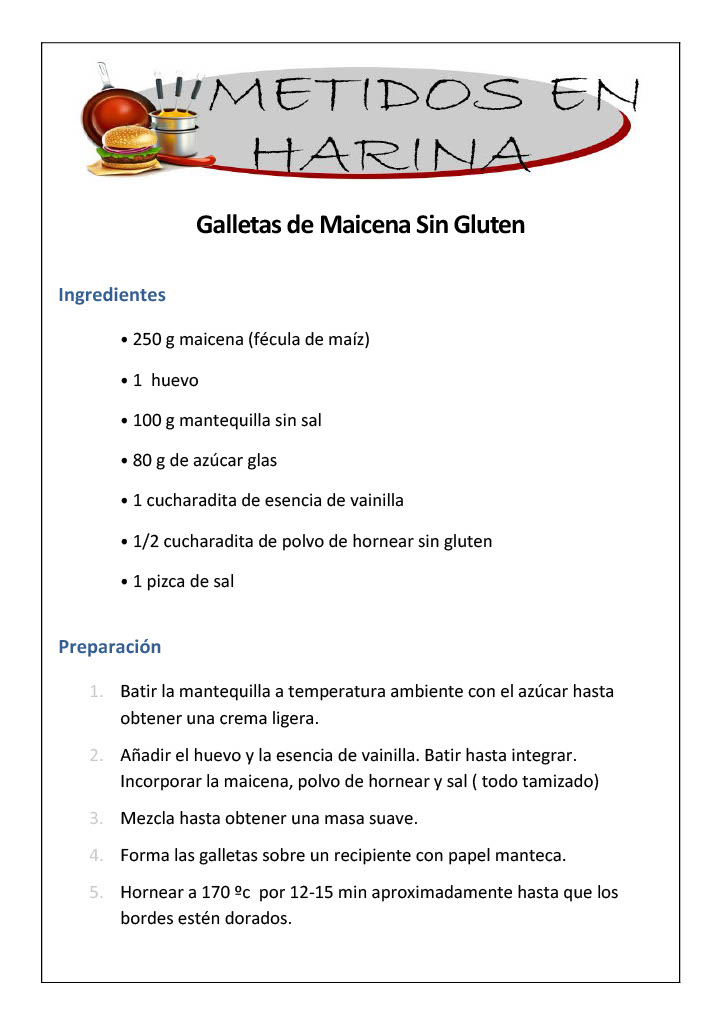 METIDOS EN
HARINA
Galletas de Maicena Sin Gluten
Ingredientes
• 250 g maicena (fécula de maíz)
• 1  huevo
• 100 g mantequilla sin sal
• 80 g de azúcar glas
• 1 cucharadita de esencia de vainilla
• 1/2 cucharadita de polvo de hornear sin gluten
• 1 pizca de sal
Preparación
1. Batir la mantequilla a temperatura ambiente con el azúcar hasta
obtener una crema ligera.
2. Añadir el huevo y la esencia de vainilla. Batir hasta integrar.
Incorporar la maicena, polvo de hornear y sal ( todo tamizado)
3. Mezcla hasta obtener una masa suave.
4. Forma las galletas sobre un recipiente con papel manteca.
5. Hornear a 170 ºc  por 12-15 min aproximadamente hasta que los
bordes estén dorados.